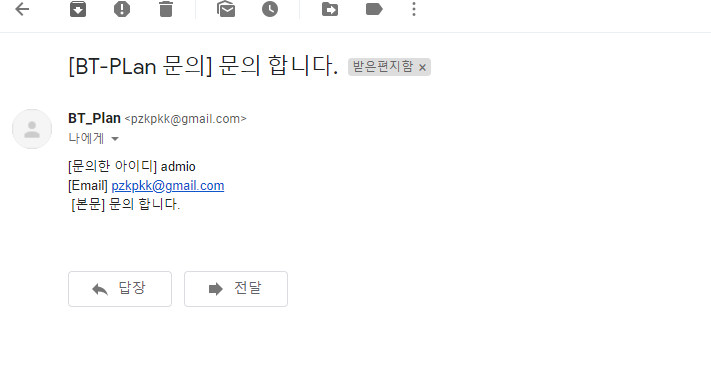 [BT-PLan 문의] 문의 합니다. 받은편지함 ×
BT_Plan <pzkpkk@gmail.com>
나에게
[문의한 아이디] admio
[Email] pzkpkk@gmail.com
[본문] 문의 합니다.
답장 전달